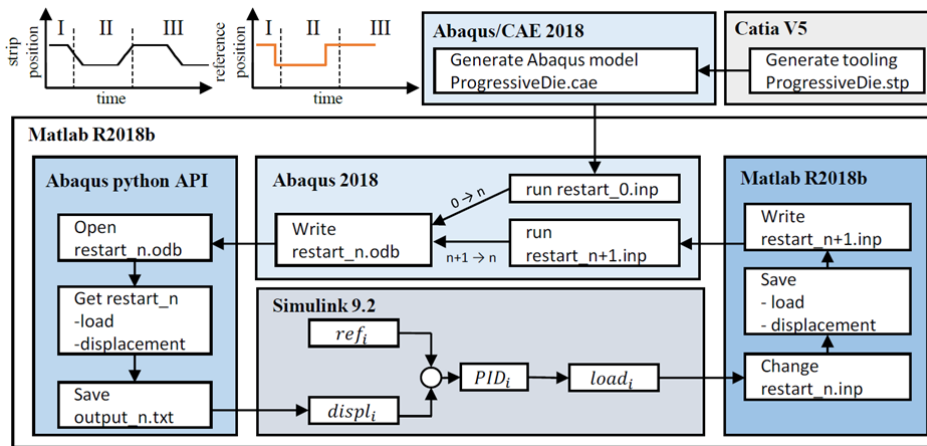 I II III
strip
position
time
I II III
reference
position
time
Abaqus/CAE 2018
Generate Abaqus model
ProgressiveDie.cae
Catia V5
Generate tooling
ProgressiveDie.stp
Matlab R2018b
Abaqus python API
Open
restart_n.odb
Get restart_n
-load
-displacement
Save
output_n.txt
Abaqus 2018
run restart_0.inp
0 → n
Write
restart_n.odb
n+1 → n
run
restart_n+1.inp
Simulink 9.2
ref_i
displ_i
PID_i
load_i
Matlab R2018b
Write
restart_n+1.inp
Save
- load
- displacement
Change
restart_n.inp